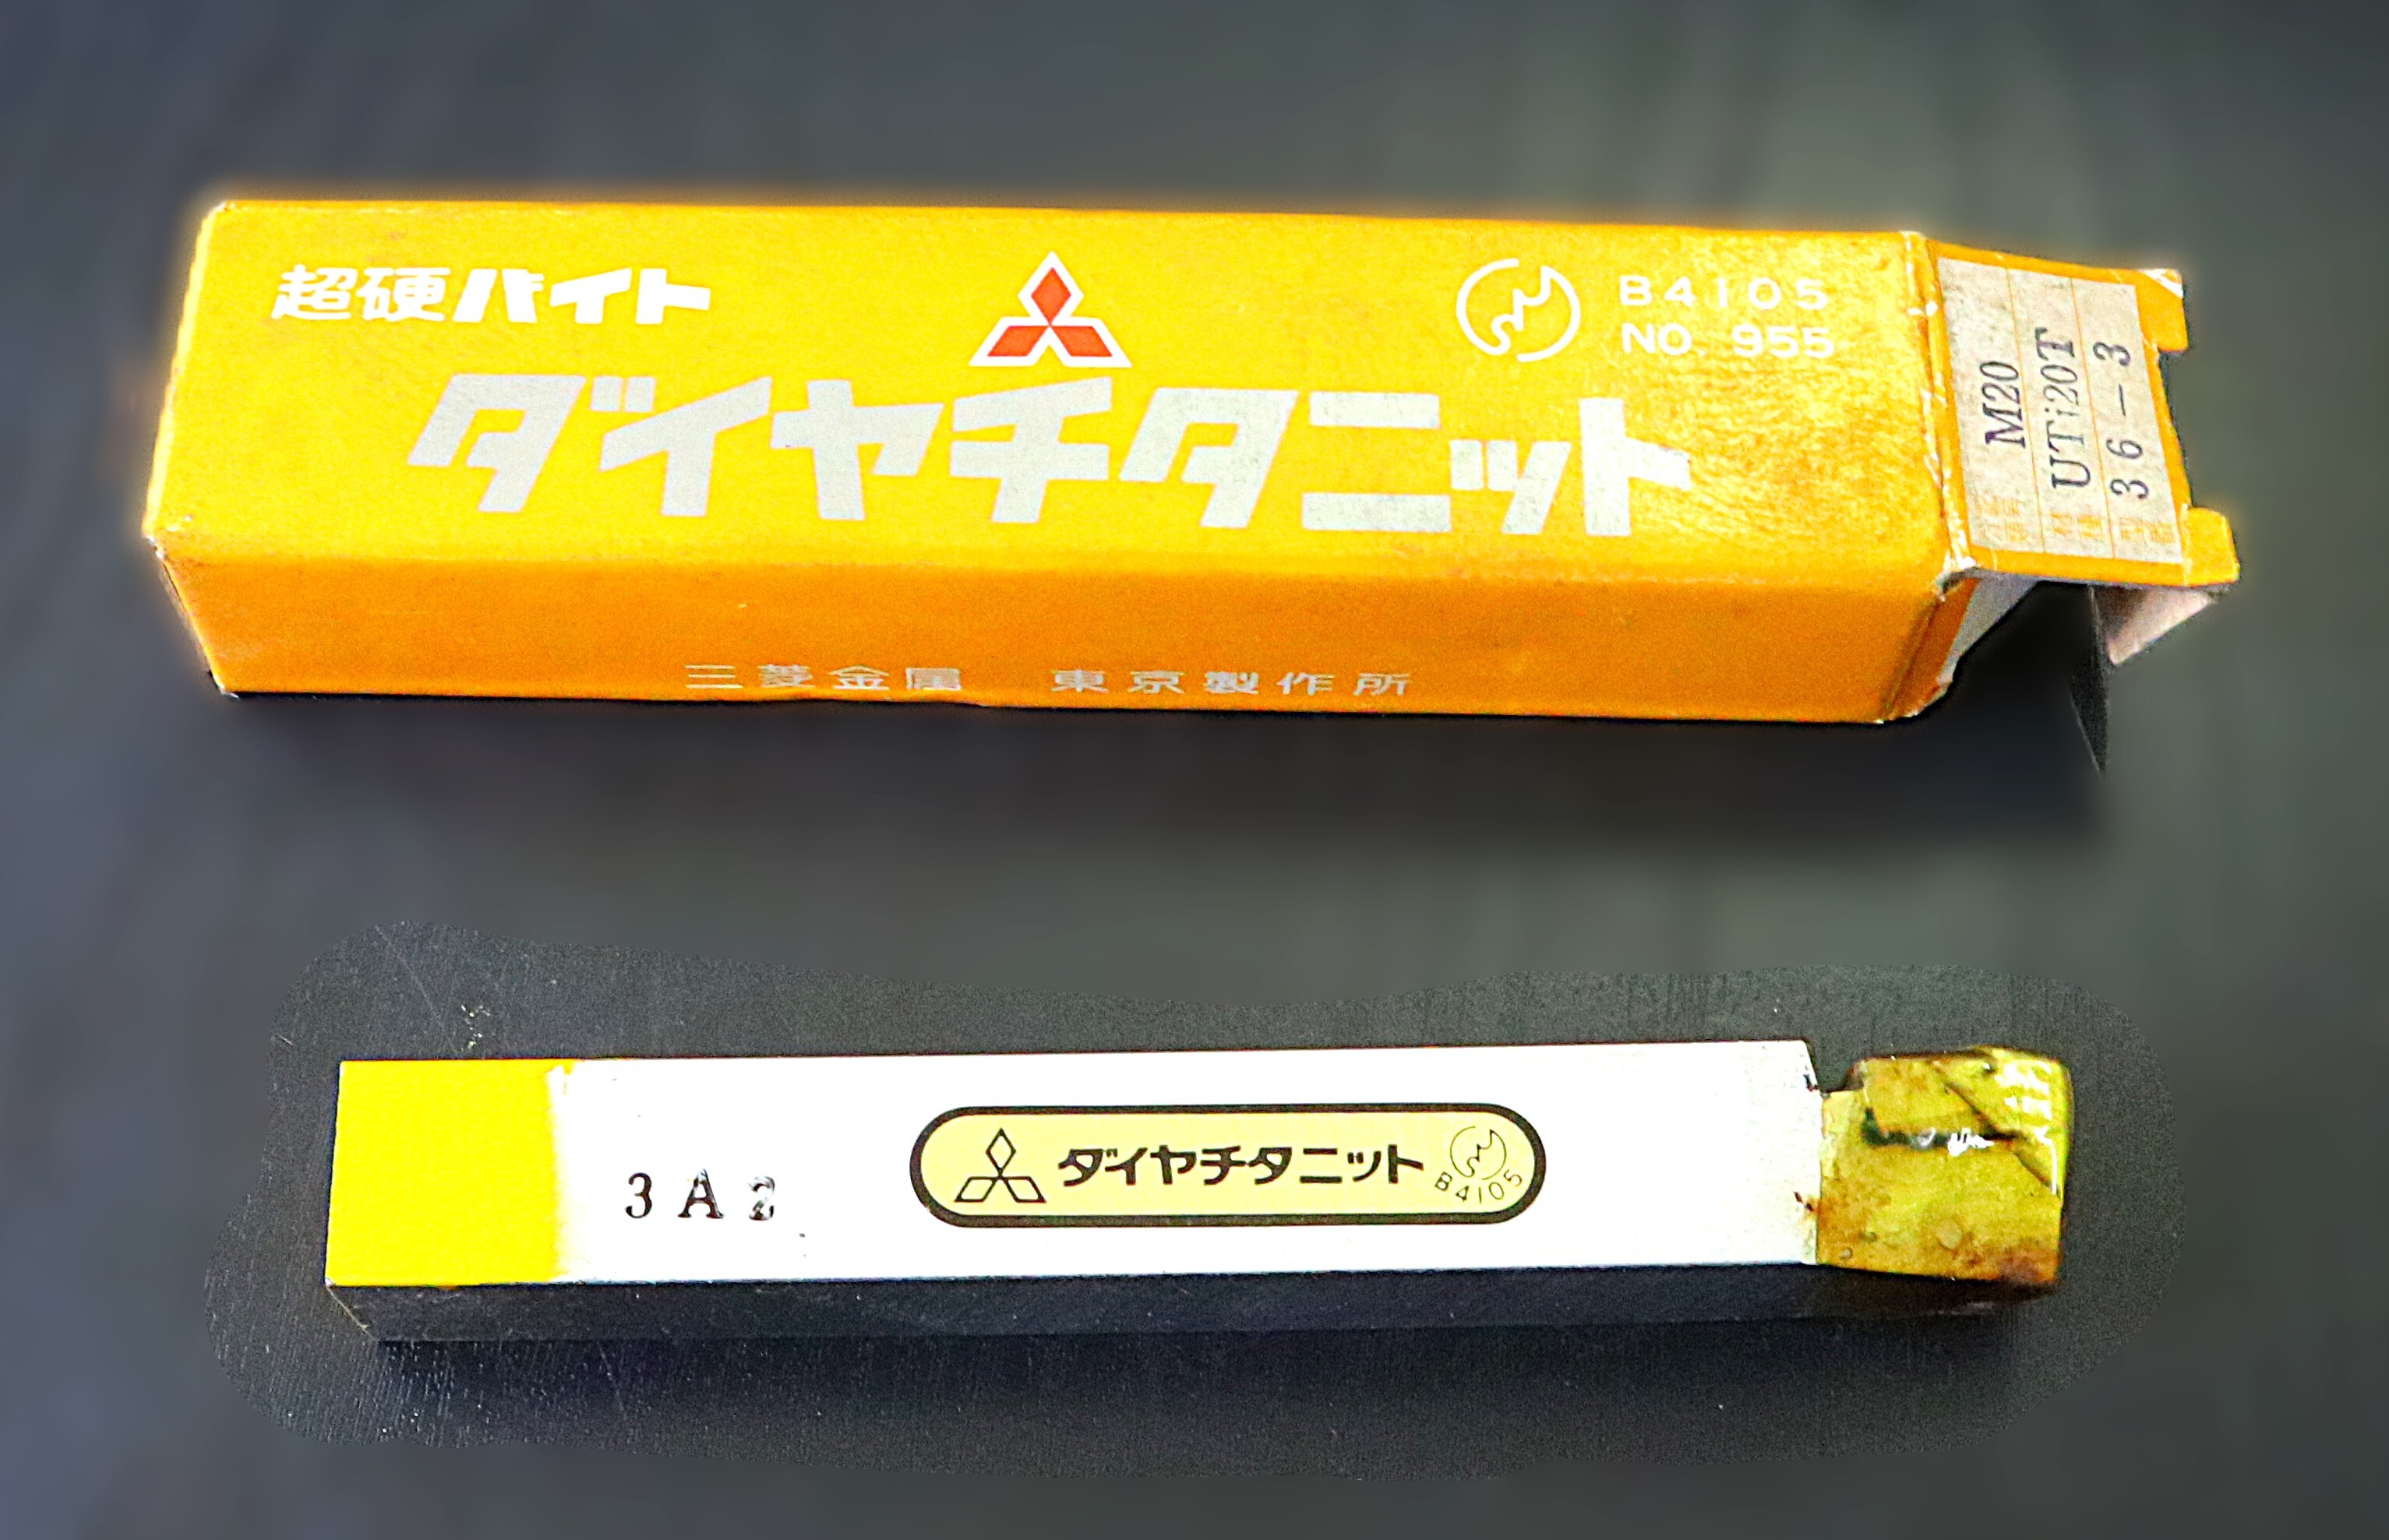 超硬バイト
B4105
NO. 955
ダイヤチタニット
三菱金属 東京製作所
M20
UTi20T
36-3
3A2
ダイヤチタニット
B4105